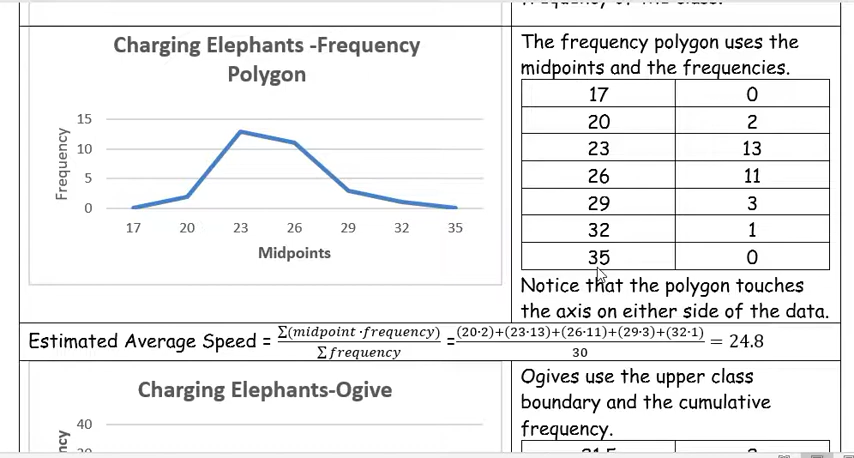 Charging Elephants -Frequency
Polygon
15
10
5
0
Frequency
17 20 23 26 29 32 35
Midpoints
The frequency polygon uses the
midpoints and the frequencies.
17 0
20 2
23 13
26 11
29 3
32 1
35 0
Notice that the polygon touches
the axis on either side of the data.
Estimated Average Speed = ∑(midpoint ·frequency) / ∑ frequency = (20·2)+(23·13)+(26·11)+(29·3)+(32·1) / 30 = 24.8
Charging Elephants-Ogive
40
Ogives use the upper class
boundary and the cumulative
frequency.